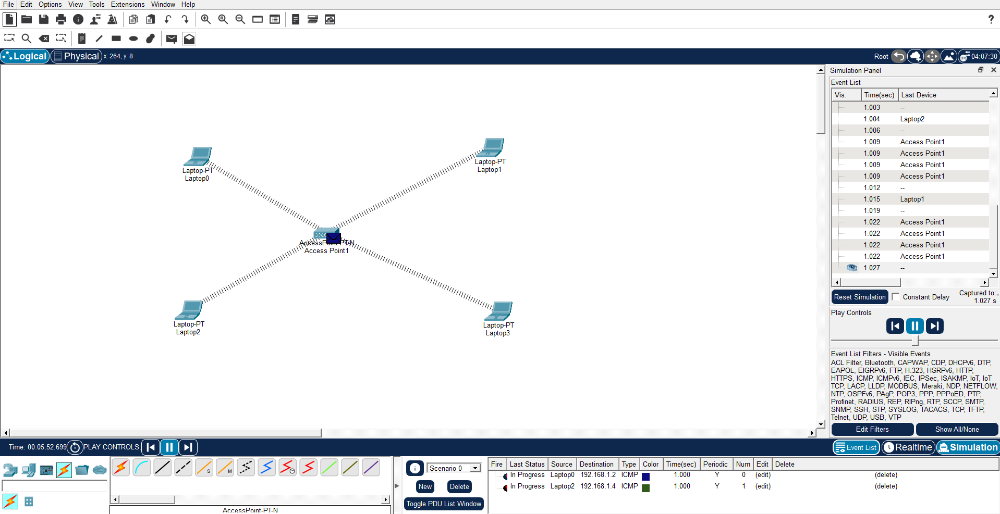 File Edit Options View Tools Extensions Window Help
?
Logical Physical x: 264, y: 8 Root 04:07:30
Laptop-PT
Laptop0
Laptop-PT
Laptop1
AccessPoint-PT-N
Access Point1
Laptop-PT
Laptop2
Laptop-PT
Laptop3
Simulation Panel
Event List
Vis. Time(sec) Last Device
1.003 --
1.004 Laptop2
1.006 --
1.009 Access Point1
1.009 Access Point1
1.009 Access Point1
1.009 Access Point1
1.012 --
1.015 Laptop1
1.019 --
1.022 Access Point1
1.022 Access Point1
1.022 Access Point1
1.022 Access Point1
1.027 --
Reset Simulation Constant Delay Captured to:
1.027 s
Play Controls
Event List Filters - Visible Events
ACL Filter, Bluetooth, CAPWAP, CDP, DHCPv6, DTP,
EAPOL, EIGRPv6, FTP, H.323, HSRPv6, HTTP,
HTTPS, ICMP, ICMPv6, IEC, IPSec, ISAKMP, IoT, IoT
TCP, LACP, LLDP, MODBUS, Meraki, NDP, NETFLOW,
NTP, OSPFv6, PAgP, POP3, PPP, PPPoED, PTP,
Profinet, RADIUS, REP, RIPng, RTP, SCCP, SMTP,
SNMP, SSH, STP, SYSLOG, TACACS, TCP, TFTP,
Telnet, UDP, USB, VTP
Edit Filters Show All/None
Time: 00:05:52.699 PLAY CONTROLS: Event List Realtime Simulation
S M
AccessPoint-PT-N
Scenario 0
New Delete
Toggle PDU List Window
Fire Last Status Source Destination Type Color Time(sec) Periodic Num Edit Delete
In Progress Laptop0 192.168.1.2 ICMP 1.000 Y 0 (edit) (delete)
In Progress Laptop2 192.168.1.4 ICMP 1.000 Y 1 (edit) (delete)